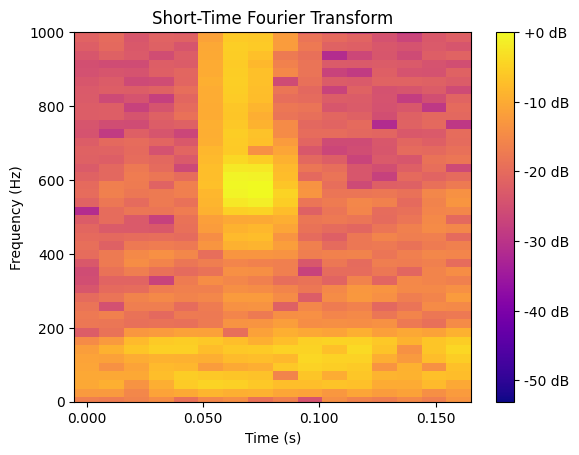 Short-Time Fourier Transform
1000
800
600
400
200
0
Frequency (Hz)
0.000
0.050
0.100
0.150
Time (s)
+0 dB
-10 dB
-20 dB
-30 dB
-40 dB
-50 dB